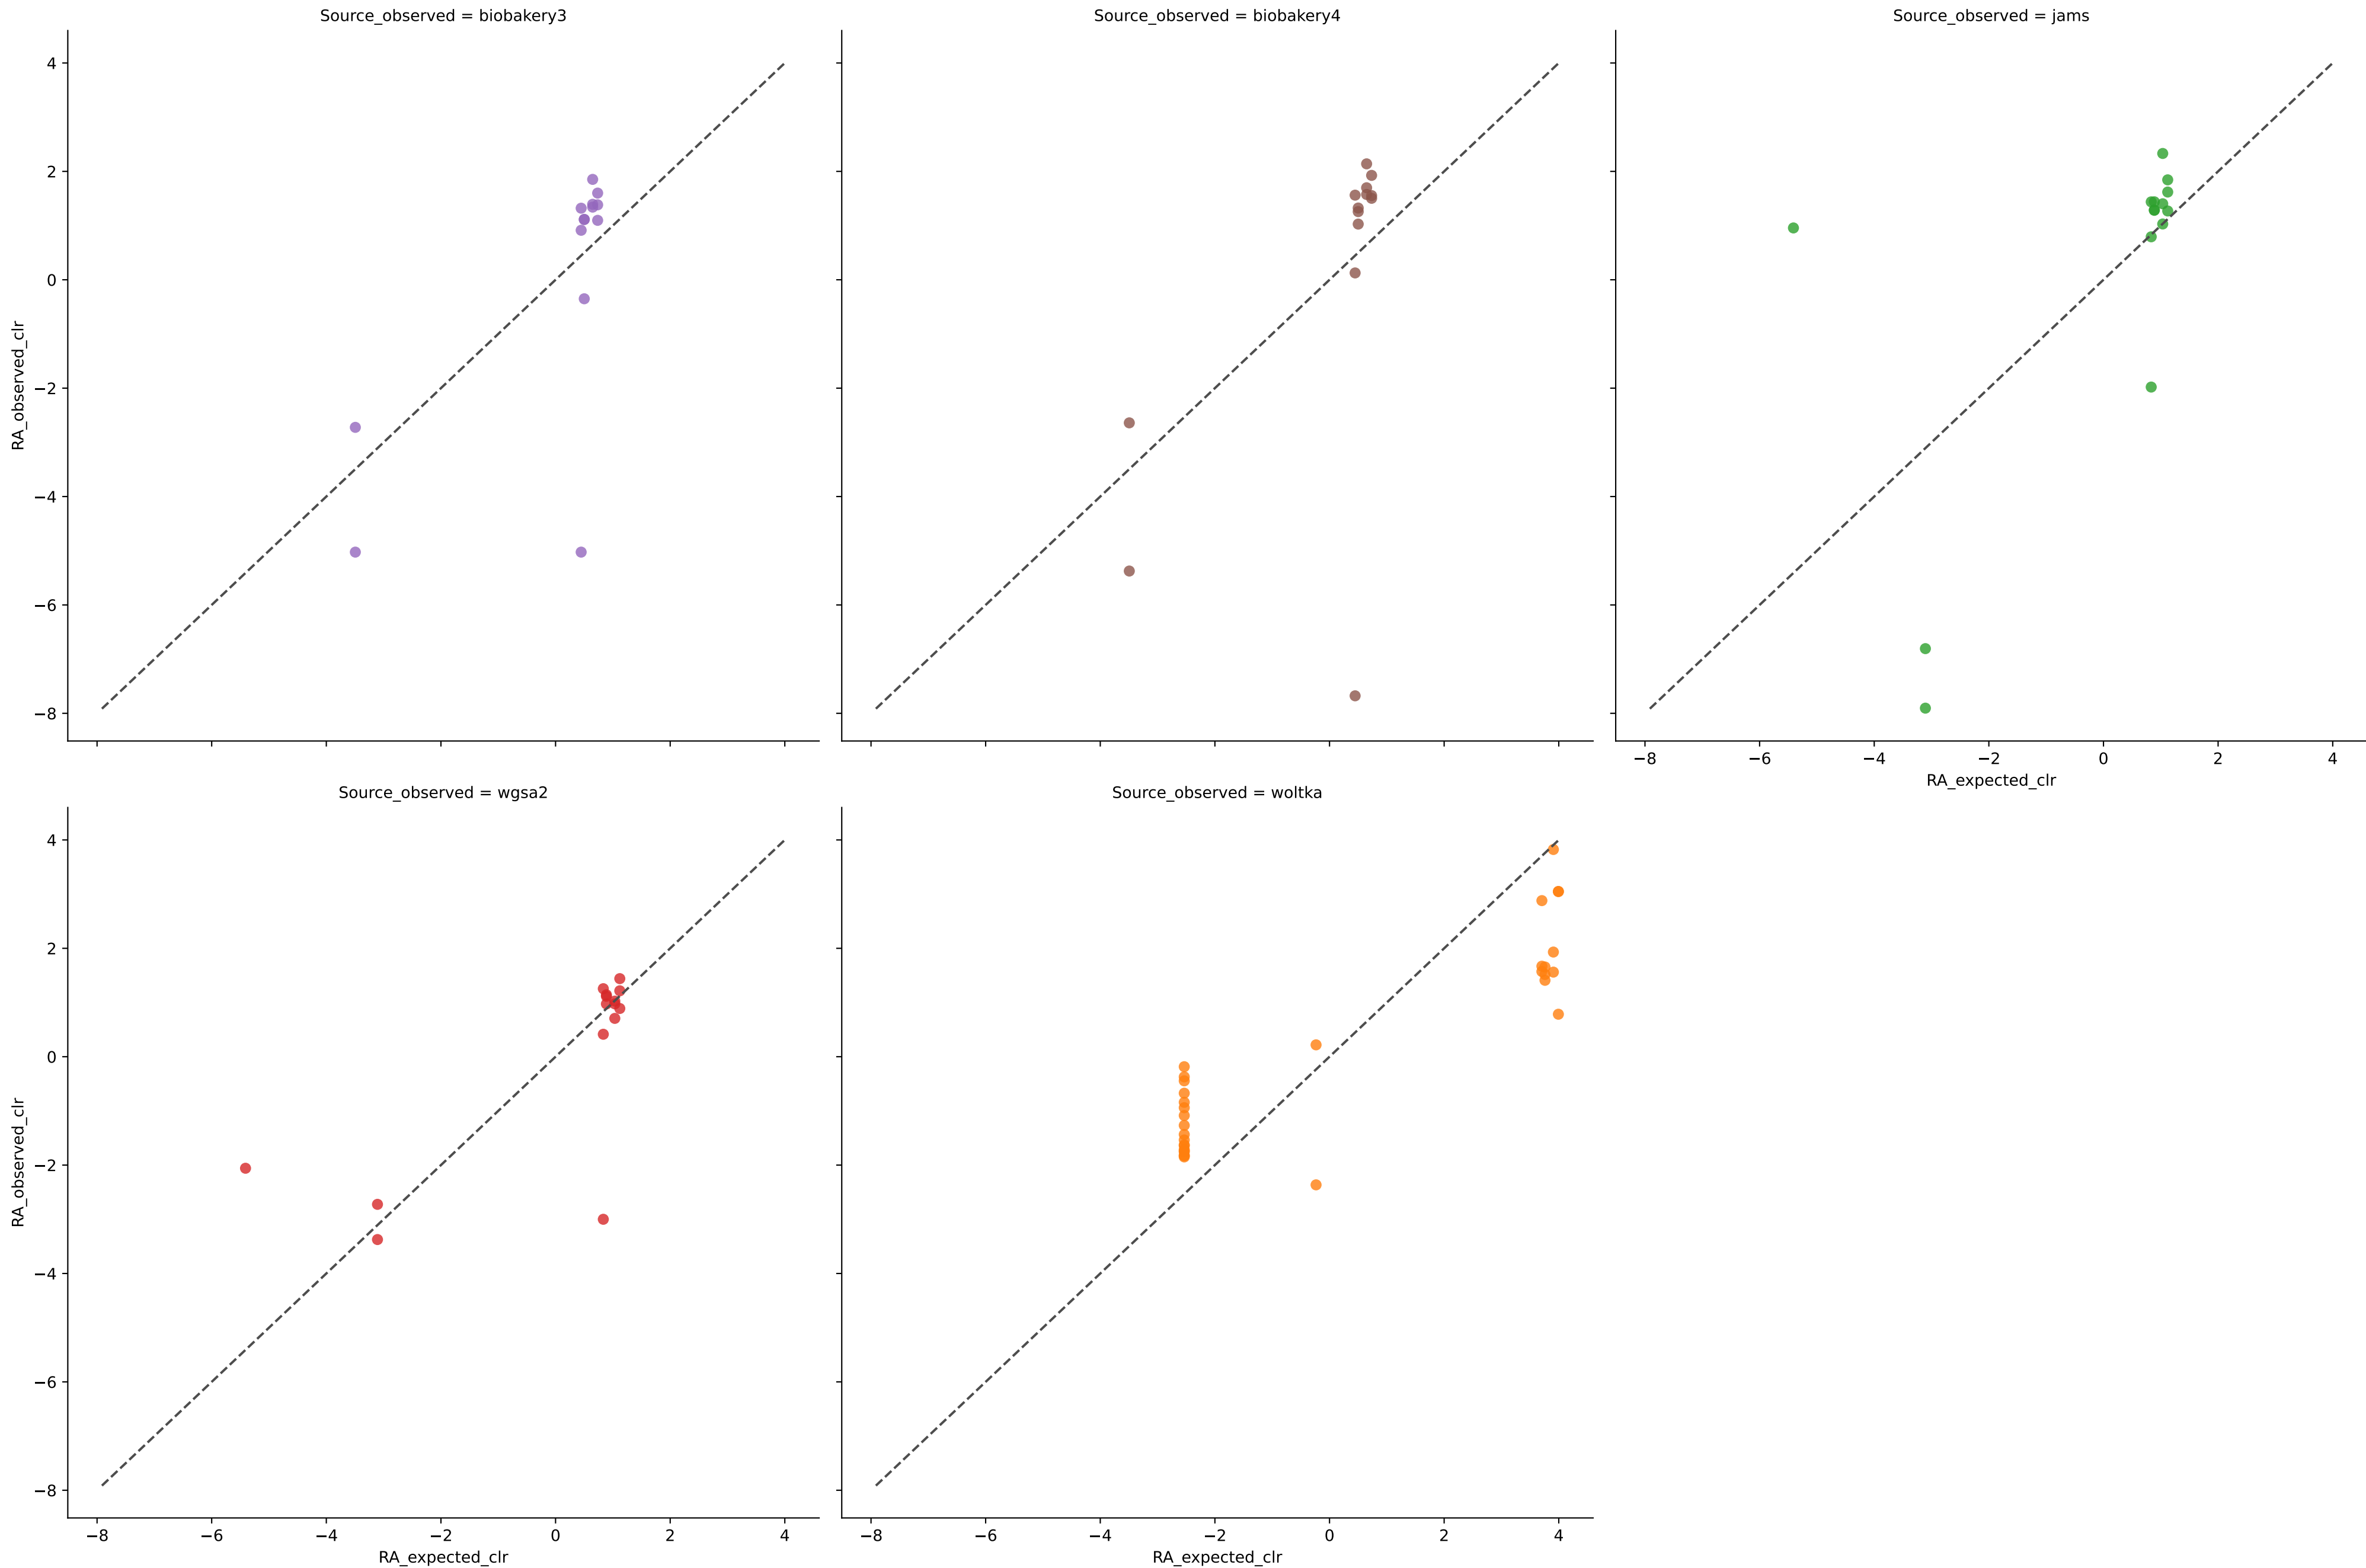 Source_observed = biobakery3
Source_observed = biobakery4
Source_observed = jams
4
2
0
−2
−4
−6
−8
RA_observed_clr
−8 −6 −4 −2 0 2 4
RA_expected_clr
Source_observed = wgsa2
Source_observed = woltka
4
2
0
−2
−4
−6
−8
RA_observed_clr
−8 −6 −4 −2 0 2 4
−8 −6 −4 −2 0 2 4
RA_expected_clr
RA_expected_clr